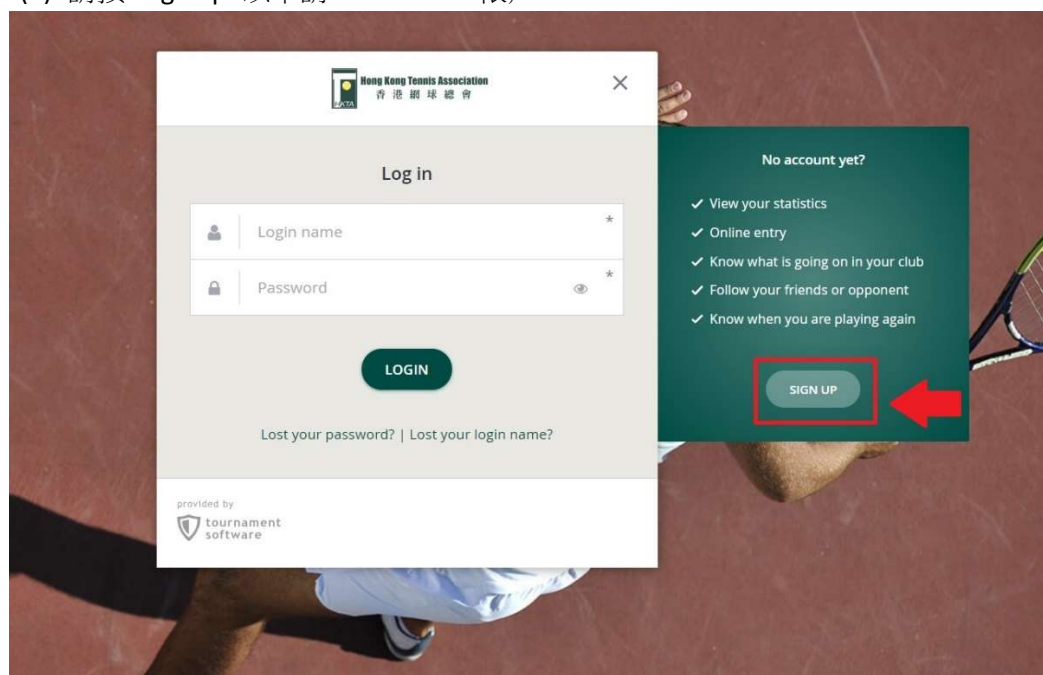 Hong Kong Tennis Association
香港網球總會
HKTA
Log in
Login name *
Password *
LOGIN
Lost your password? | Lost your login name?
provided by
tournament
software
No account yet?
View your statistics
Online entry
Know what is going on in your club
Follow your friends or opponent
Know when you are playing again
SIGN UP